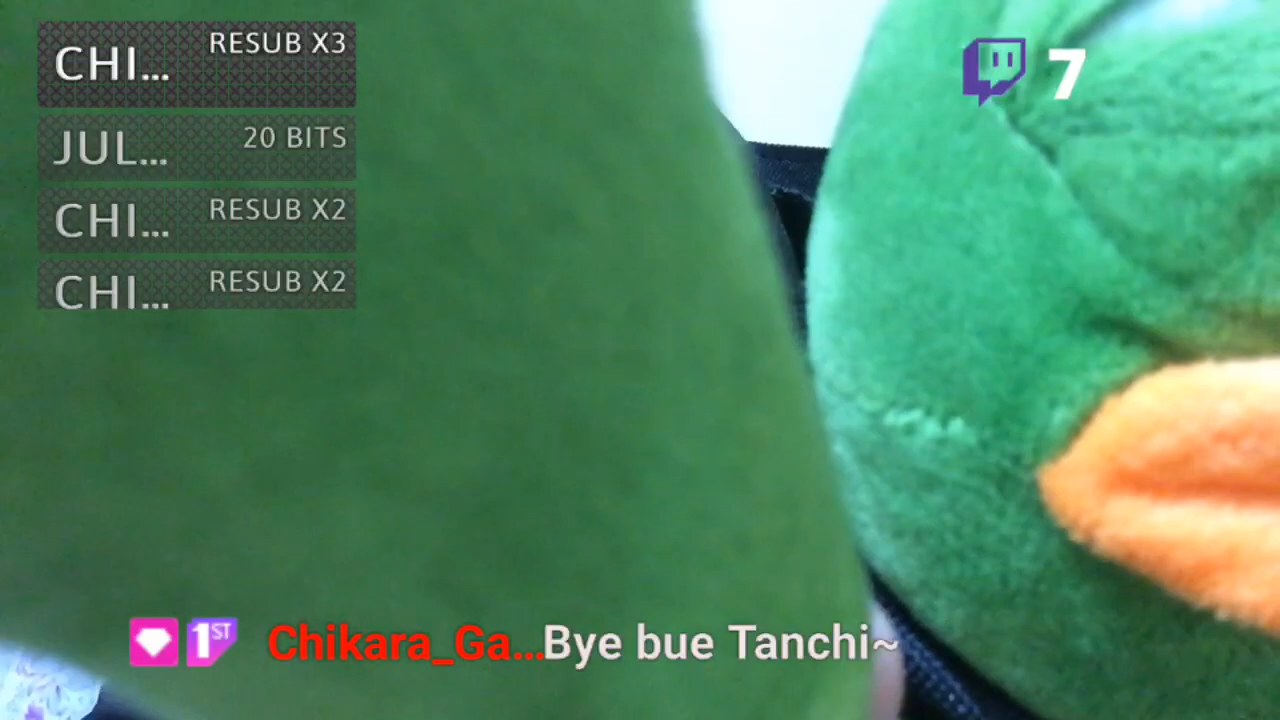 CHI... RESUB X3
JUL... 20 BITS
CHI... RESUB X2
CHI... RESUB X2
7
1ST Chikara_Ga...Bye bue Tanchi~